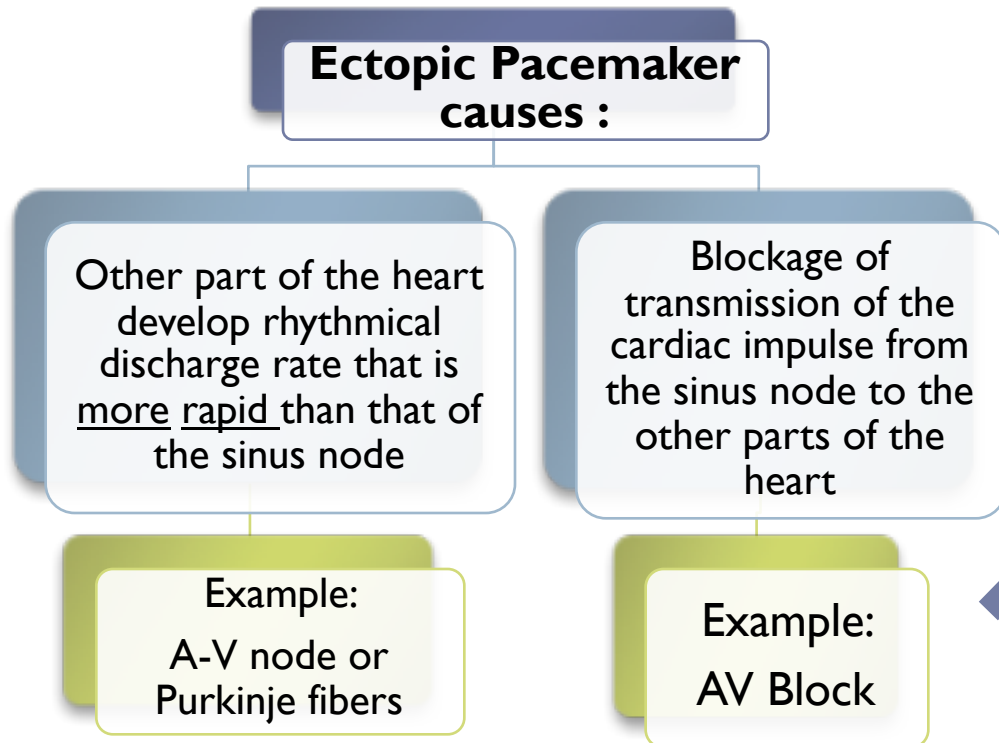 Ectopic Pacemaker
causes :
Other part of the heart
develop rhythmical
discharge rate that is
more rapid than that of
the sinus node
Blockage of
transmission of the
cardiac impulse from
the sinus node to the
other parts of the
heart
Example:
A-V node or
Purkinje fibers
Example:
AV Block